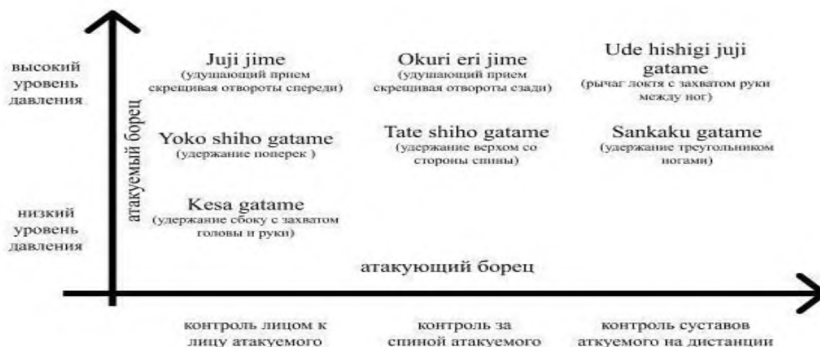 высокий
уровень
давления
низкий
уровень
давления
атакуемый борец
Juji jime
(удушающий прием
скрещивая отвороты спереди)
Okuri eri jime
(удушающий прием
скрещивая отвороты сзади)
Ude hishigi juji
gatame
(рычаг локтя с захватом руки
между ног)
Yoko shiho gatame
(удержание поперек )
Tate shiho gatame
(удержание верхом со
стороны спины)
Sankaku gatame
(удержание треугольником
ногами)
Kesa gatame
(удержание сбоку с захватом
головы и руки)
атакующий борец
контроль лицом к
лицу атакуемого
контроль за
спиной атакуемого
контроль суставов
аткуемого на дистанции